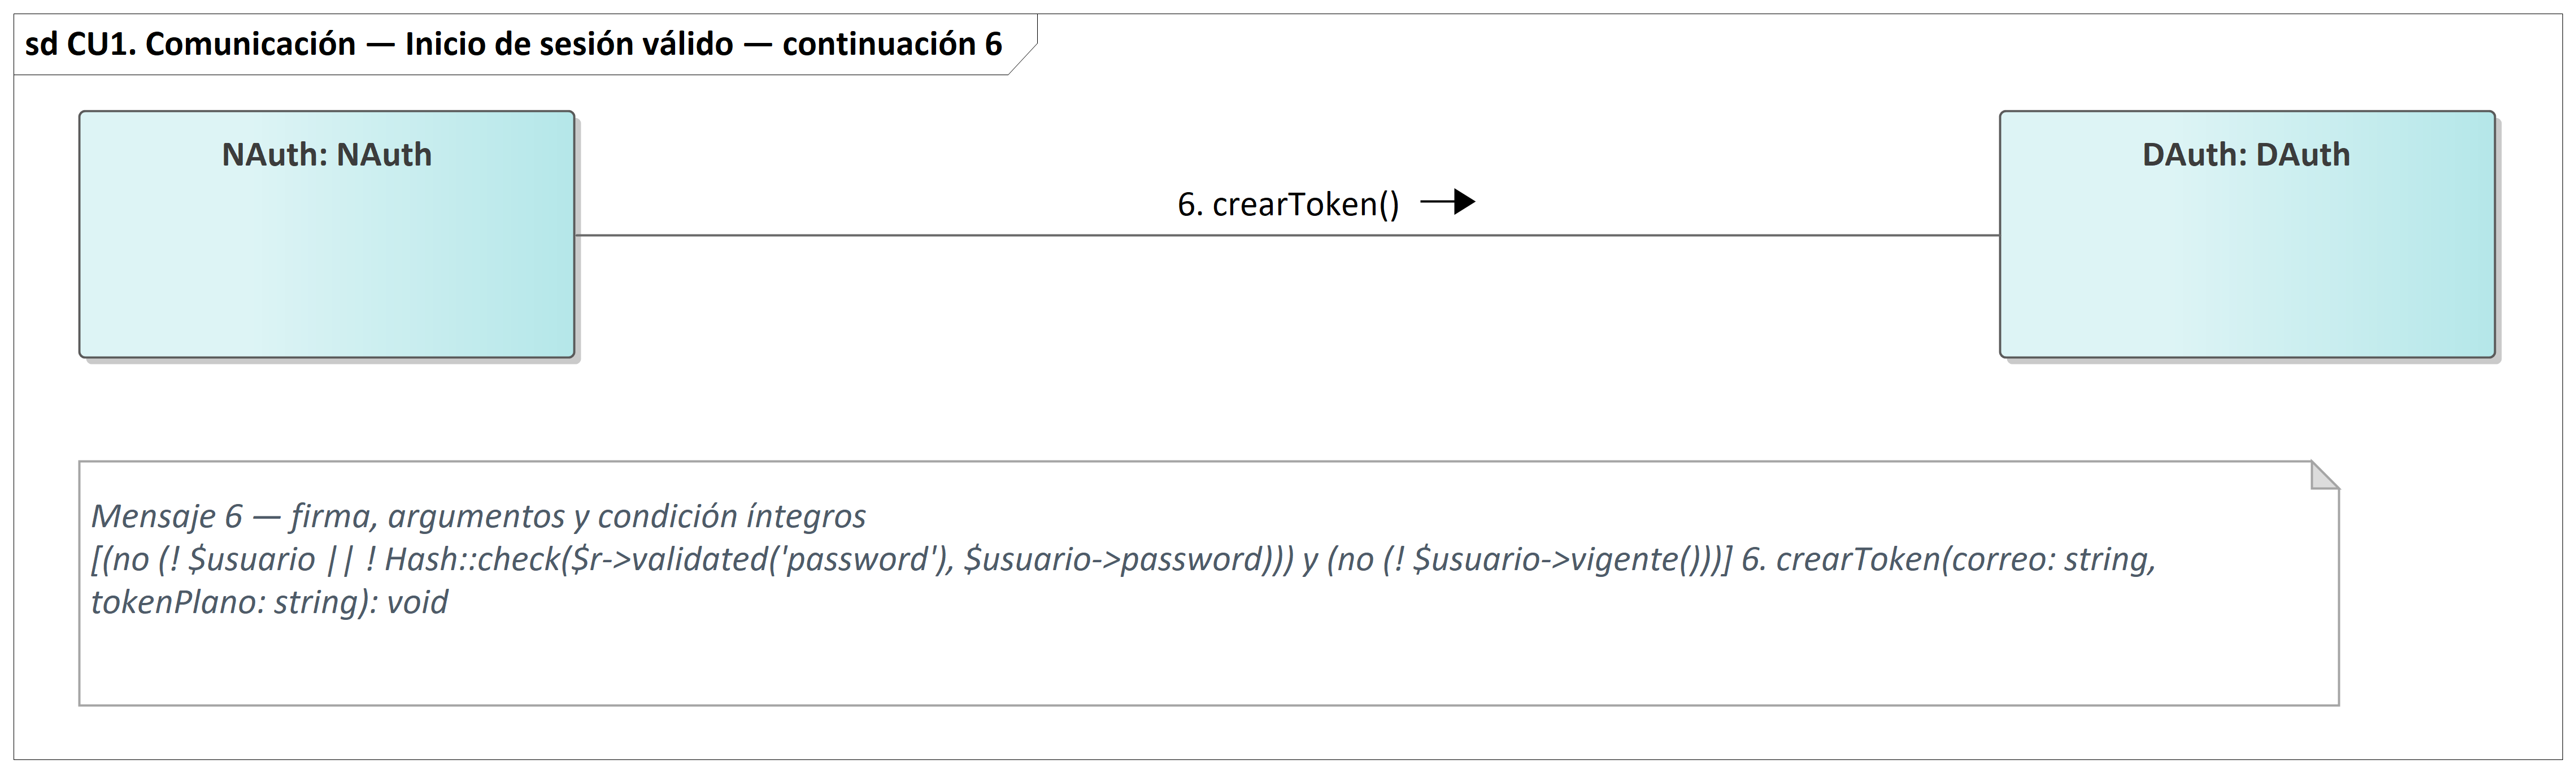 sd CU1. Comunicación — Inicio de sesión válido — continuación 6
NAuth: NAuth
DAuth: DAuth
6. crearToken()
Mensaje 6 — firma, argumentos y condición íntegros
[(no (! $usuario || ! Hash::check($r->validated('password'), $usuario->password))) y (no (! $usuario->vigente()))] 6. crearToken(correo: string,
tokenPlano: string): void